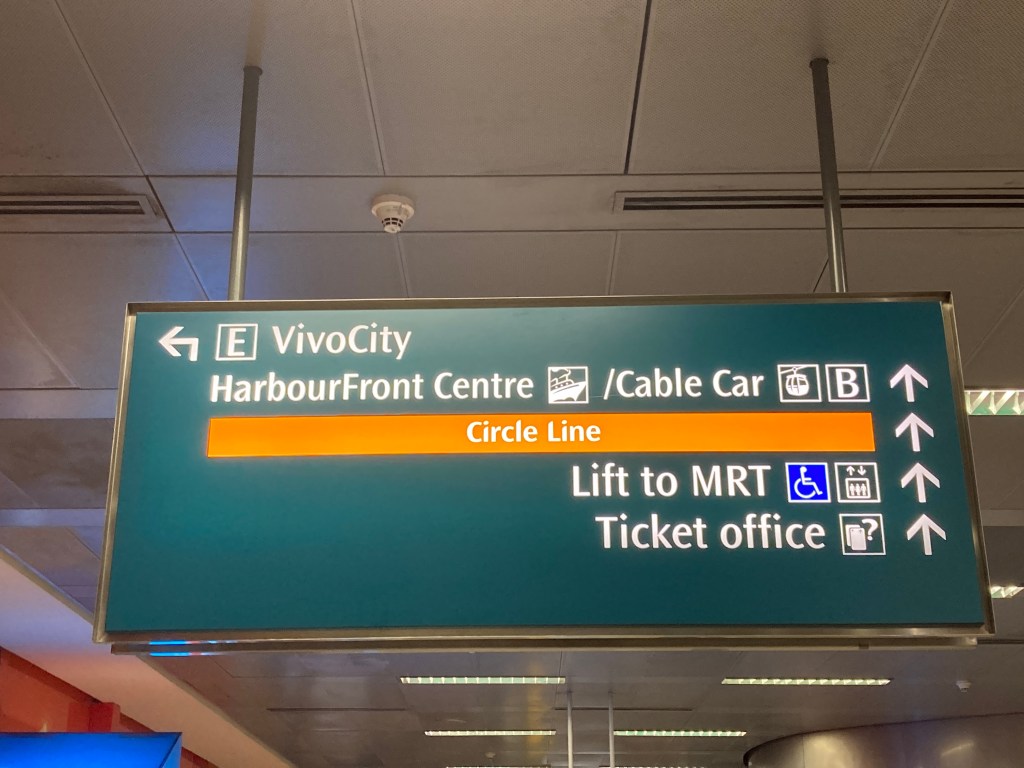 E VivoCity
HarbourFront Centre /Cable Car B
Circle Line
Lift to MRT
Ticket office ?